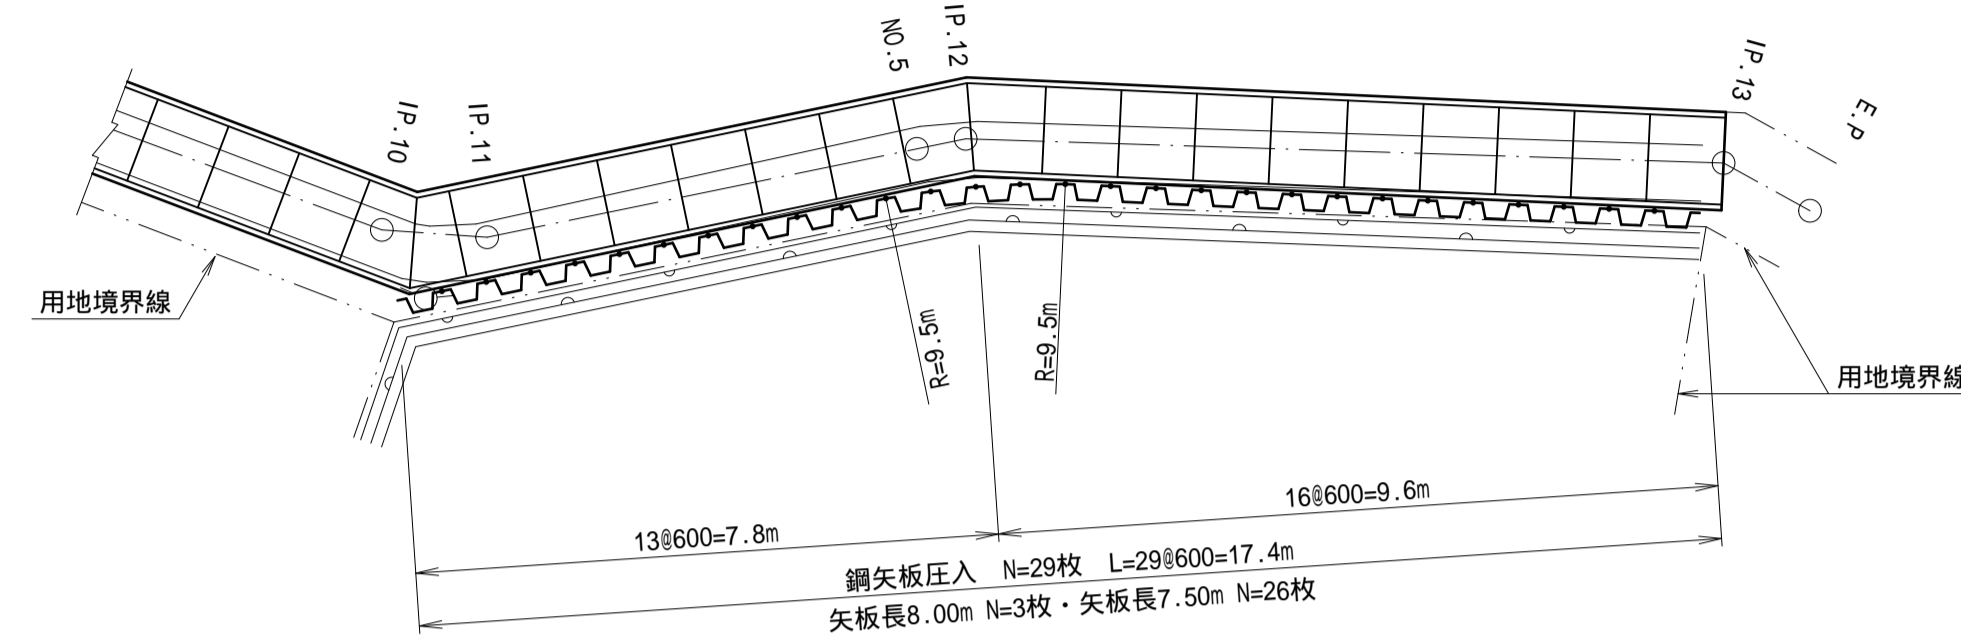 IP.10
IP.11
NO.5
IP.12
IP.13
E.P
用地境界線
R=9.5m
R=9.5m
用地境界線
16@600=9.6m
13@600=7.8m
鋼矢板圧入 N=29枚 L=29@600=17.4m
矢板長8.00m N=3枚・矢板長7.50m N=26枚